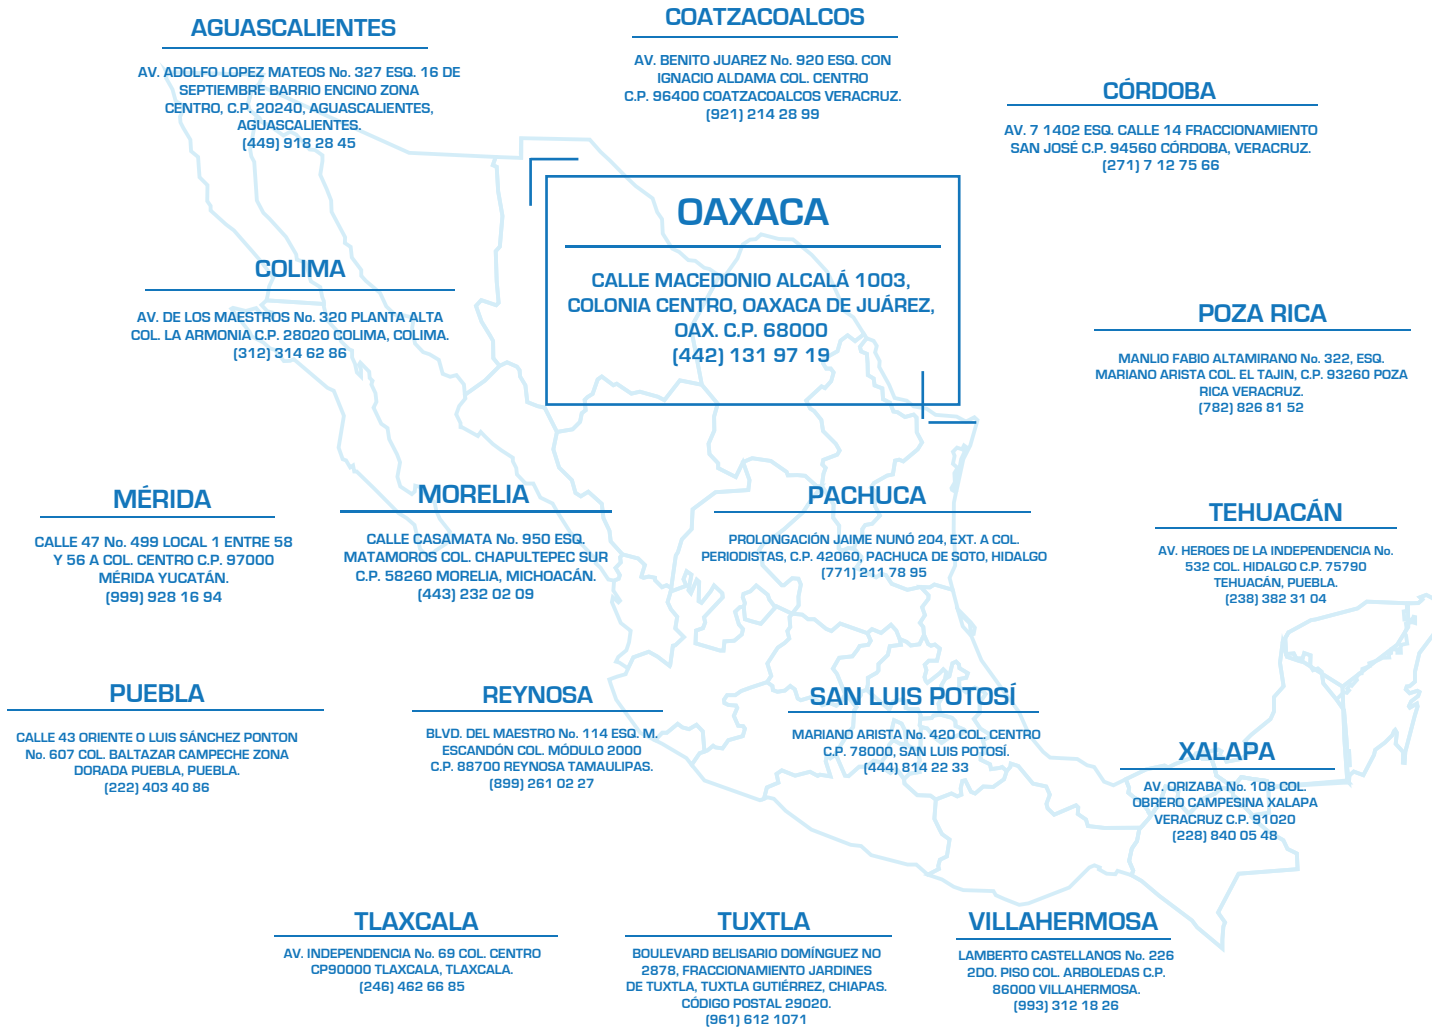 AGUASCALIENTES
AV. ADOLFO LOPEZ MATEOS No. 327 ESQ. 16 DE
SEPTIEMBRE BARRIO ENCINO ZONA
CENTRO, C.P. 20240, AGUASCALIENTES,
AGUASCALIENTES.
(449) 918 28 45
COATZACOALCOS
AV. BENITO JUAREZ No. 920 ESQ. CON
IGNACIO ALDAMA COL. CENTRO
C.P. 96400 COATZACOALCOS VERACRUZ.
(921) 214 28 99
CÓRDOBA
AV. 7 1402 ESQ. CALLE 14 FRACCIONAMIENTO
SAN JOSÉ C.P. 94560 CÓRDOBA, VERACRUZ.
(271) 7 12 75 66
OAXACA
CALLE MACEDONIO ALCALÁ 1003,
COLONIA CENTRO, OAXACA DE JUÁREZ,
OAX. C.P. 68000
(442) 131 97 19
COLIMA
AV. DE LOS MAESTROS No. 320 PLANTA ALTA
COL. LA ARMONIA C.P. 28020 COLIMA, COLIMA.
(312) 314 62 86
POZA RICA
MANLIO FABIO ALTAMIRANO No. 322, ESQ.
MARIANO ARISTA COL. EL TAJIN, C.P. 93260 POZA
RICA VERACRUZ.
(782) 826 81 52
MÉRIDA
CALLE 47 No. 499 LOCAL 1 ENTRE 58
Y 56 A COL. CENTRO C.P. 97000
MÉRIDA YUCATÁN.
(999) 928 16 94
MORELIA
CALLE CASAMATA No. 950 ESQ.
MATAMOROS COL. CHAPULTEPEC SUR
C.P. 58260 MORELIA, MICHOACÁN.
(443) 232 02 09
PACHUCA
PROLONGACIÓN JAIME NUNÓ 204, EXT. A COL.
PERIODISTAS, C.P. 42060, PACHUCA DE SOTO, HIDALGO
(771) 211 78 95
TEHUACÁN
AV. HEROES DE LA INDEPENDENCIA No.
532 COL. HIDALGO C.P. 75790
TEHUACÁN, PUEBLA.
(238) 382 31 04
PUEBLA
CALLE 43 ORIENTE O LUIS SÁNCHEZ PONTON
No. 607 COL. BALTAZAR CAMPECHE ZONA
DORADA PUEBLA, PUEBLA.
(222) 403 40 86
REYNOSA
BLVD. DEL MAESTRO No. 114 ESQ. M.
ESCANDÓN COL. MÓDULO 2000
C.P. 88700 REYNOSA TAMAULIPAS.
(899) 261 02 27
SAN LUIS POTOSÍ
MARIANO ARISTA No. 420 COL. CENTRO
C.P. 78000, SAN LUIS POTOSÍ.
(444) 814 22 33
XALAPA
AV. ORIZABA No. 108 COL.
OBRERO CAMPESINA XALAPA
VERACRUZ C.P. 91020
(228) 840 05 48
TLAXCALA
AV. INDEPENDENCIA No. 69 COL. CENTRO
CP90000 TLAXCALA, TLAXCALA.
(246) 462 66 85
TUXTLA
BOULEVARD BELISARIO DOMÍNGUEZ NO
2878, FRACCIONAMIENTO JARDINES
DE TUXTLA, TUXTLA GUTIÉRREZ, CHIAPAS.
CÓDIGO POSTAL 29020.
(961) 612 1071
VILLAHERMOSA
LAMBERTO CASTELLANOS No. 226
2DO. PISO COL. ARBOLEDAS C.P.
86000 VILLAHERMOSA.
(993) 312 18 26